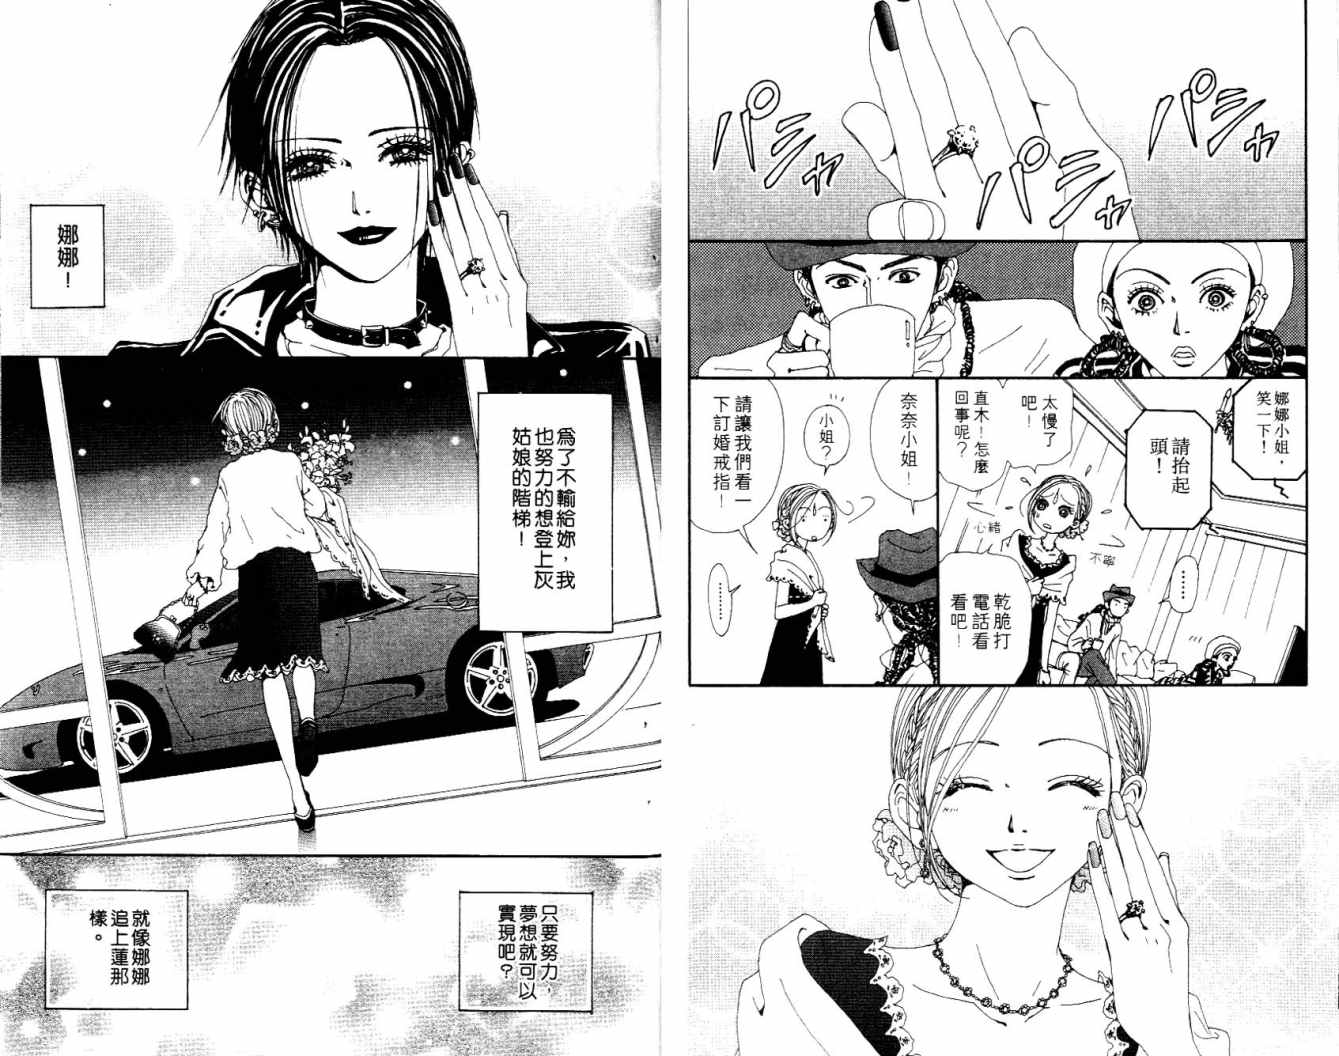 パシャ
パシャ
パシャ
娜娜小姐，
笑一下！
請抬起
頭！
太慢了
吧！
直木！怎麼
回事呢？
心緒
不寧
⋯⋯
乾脆打
電話看
看吧！
奈奈小姐！
小姐？
請讓我們看一
下訂婚戒指！
⋯⋯
娜娜！
為了不輸給妳，我
也努力的想登上灰
姑娘的階梯！
只要努力，
夢想就可以
實現吧？
就像娜娜
追上蓮那
樣。